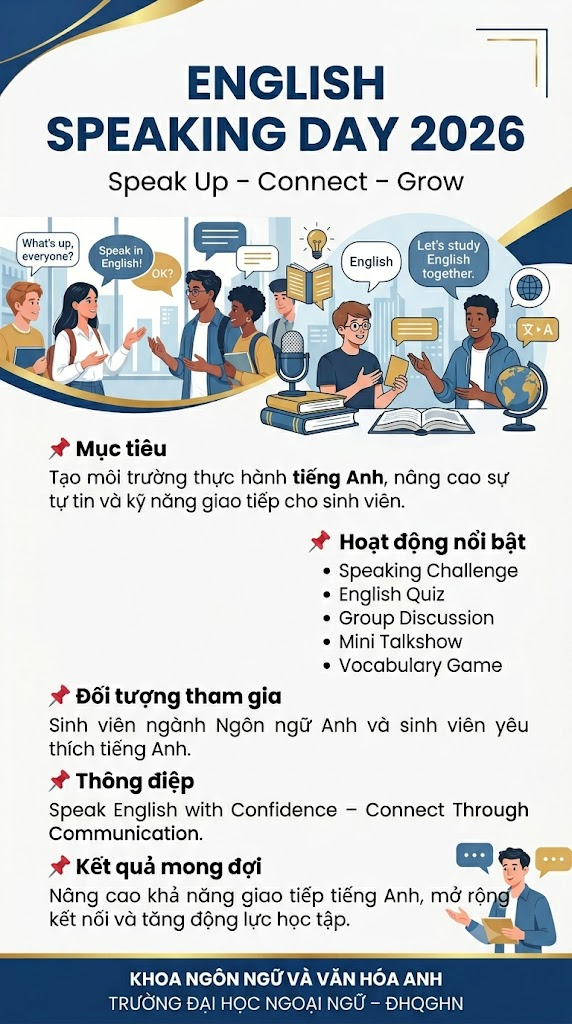 ENGLISH
SPEAKING DAY 2026
Speak Up – Connect – Grow
What's up,
everyone?
Speak in
English!
OK?
English
Let's study
English
together.
文 ▸ A
📌 Mục tiêu
Tạo môi trường thực hành tiếng Anh, nâng cao sự
tự tin và kỹ năng giao tiếp cho sinh viên.
📌 Hoạt động nổi bật
• Speaking Challenge
• English Quiz
• Group Discussion
• Mini Talkshow
• Vocabulary Game
📌 Đối tượng tham gia
Sinh viên ngành Ngôn ngữ Anh và sinh viên yêu
thích tiếng Anh.
📌 Thông điệp
Speak English with Confidence – Connect Through
Communication.
📌 Kết quả mong đợi
Nâng cao khả năng giao tiếp tiếng Anh, mở rộng
kết nối và tăng động lực học tập.
KHOA NGÔN NGỮ VÀ VĂN HÓA ANH
TRƯỜNG ĐẠI HỌC NGOẠI NGỮ – ĐHQGHN